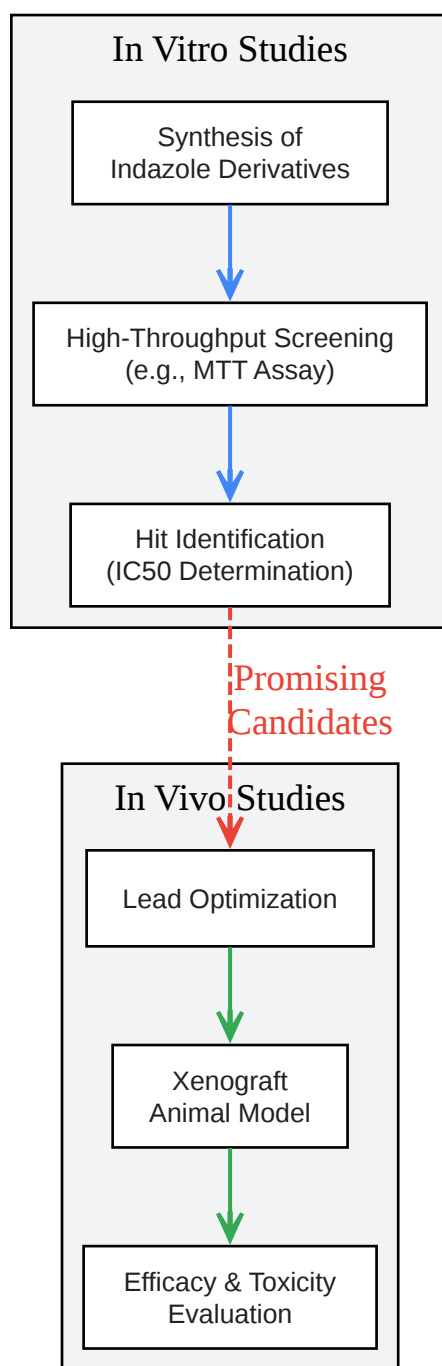 In Vitro Studies
Synthesis of
Indazole Derivatives
High-Throughput Screening
(e.g., MTT Assay)
Hit Identification
(IC50 Determination)
Promising
Candidates
In Vivo Studies
Lead Optimization
Xenograft
Animal Model
Efficacy & Toxicity
Evaluation